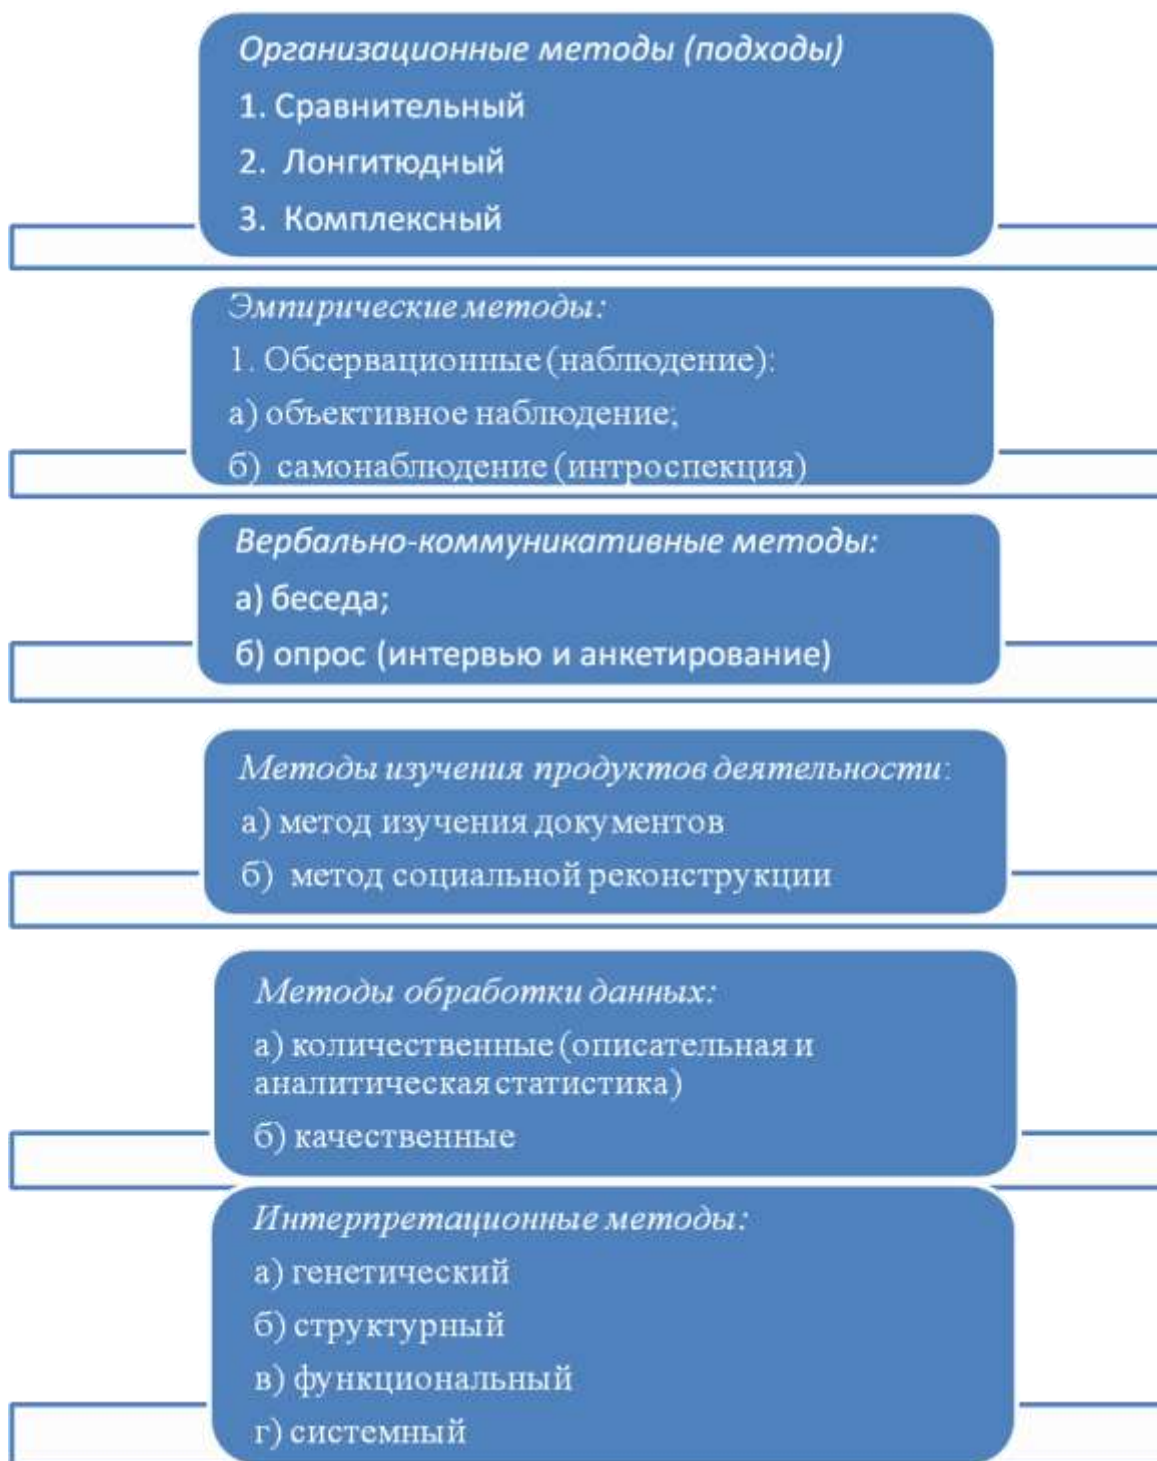 Организационные методы (подходы)
1. Сравнительный
2. Лонгитюдный
3. Комплексный
Эмпирические методы:
1. Обсервационные (наблюдение):
а) объективное наблюдение;
б) самонаблюдение (интроспекция)
Вербально-коммуникативные методы:
а) беседа;
б) опрос (интервью и анкетирование)
Методы изучения продуктов деятельности:
а) метод изучения документов
б) метод социальной реконструкции
Методы обработки данных:
а) количественные (описательная и
аналитическая статистика)
б) качественные
Интерпретационные методы:
а) генетический
б) структурный
в) функциональный
г) системный